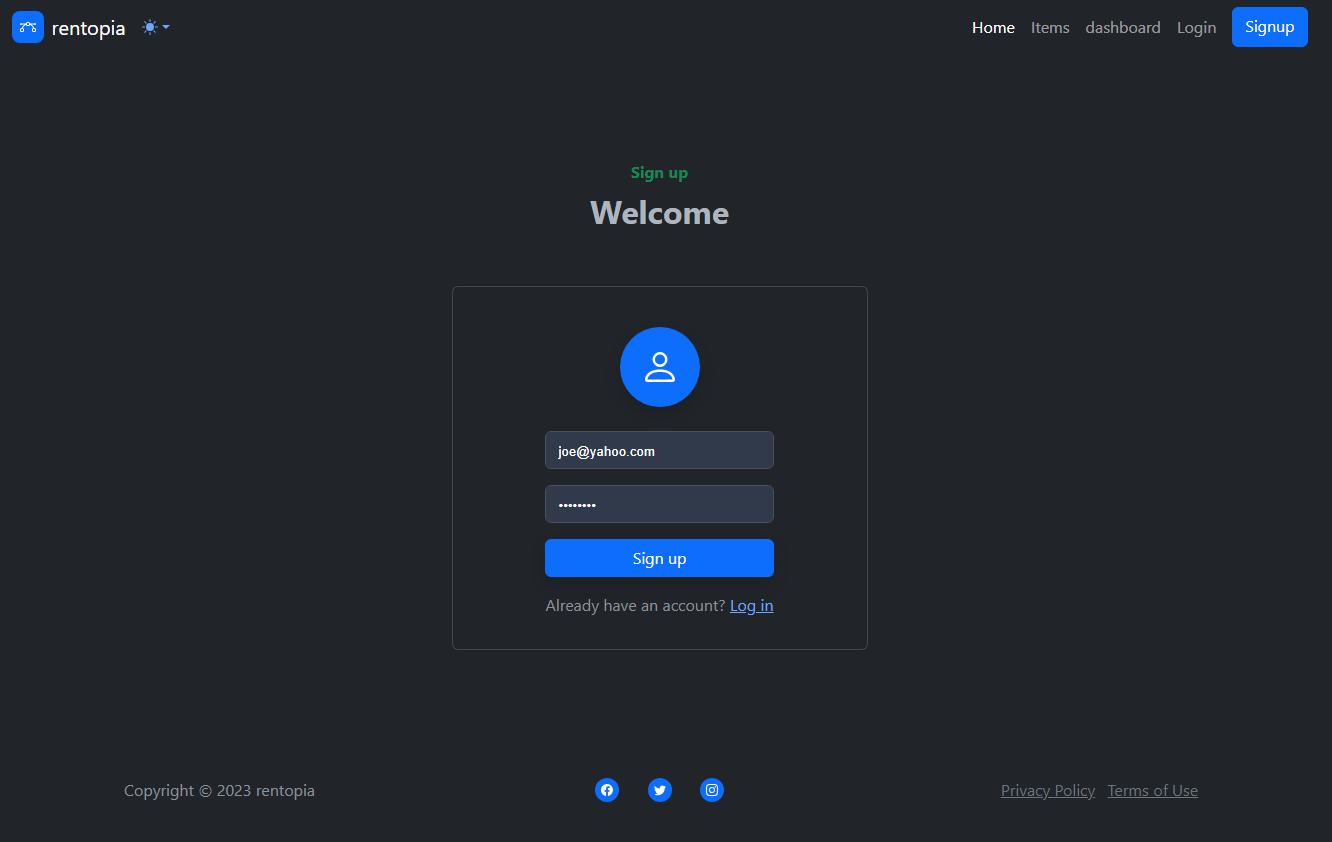 rentopia
Home Items dashboard Login Signup
Sign up
Welcome
joe@yahoo.com
••••••••
Sign up
Already have an account? Log in
Copyright © 2023 rentopia
Privacy Policy Terms of Use